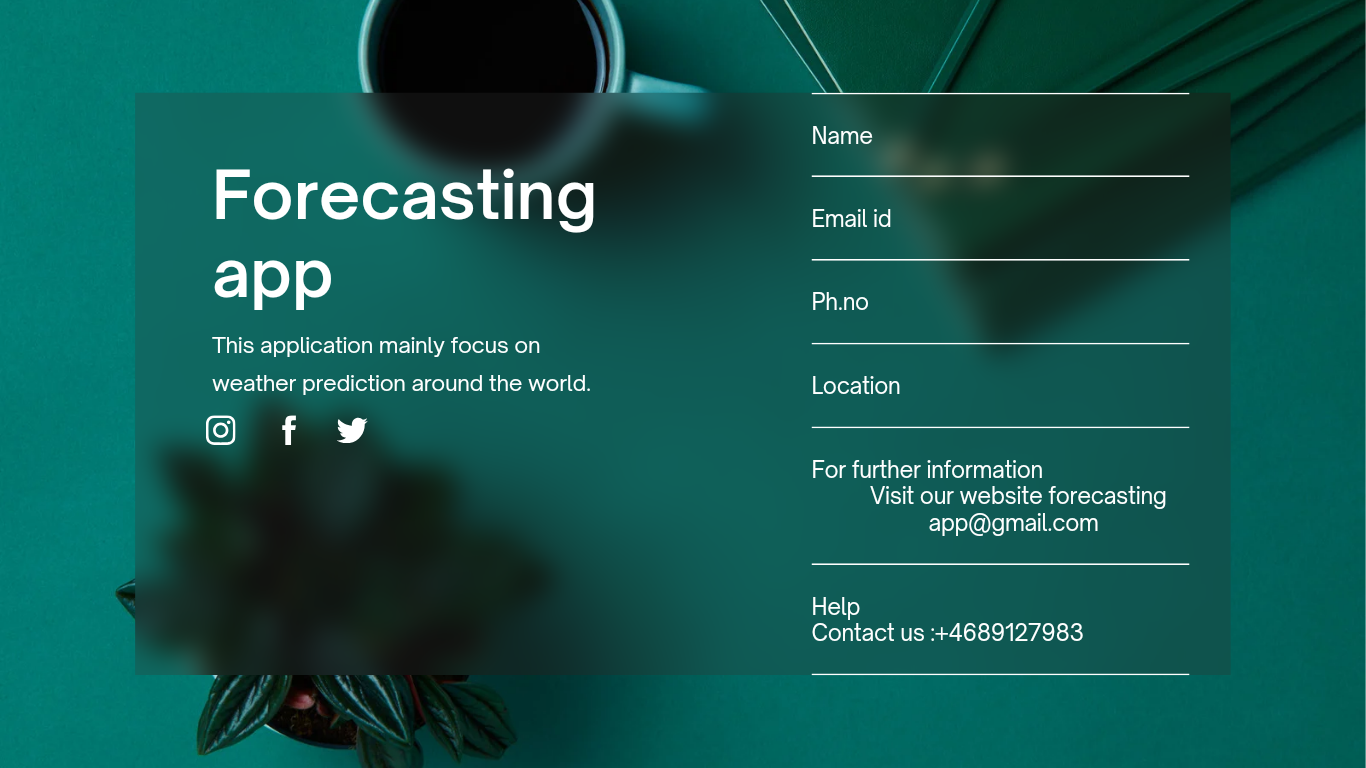 Forecasting
app
This application mainly focus on
weather prediction around the world.
Name
Email id
Ph.no
Location
For further information
Visit our website forecasting
app@gmail.com
Help
Contact us :+4689127983